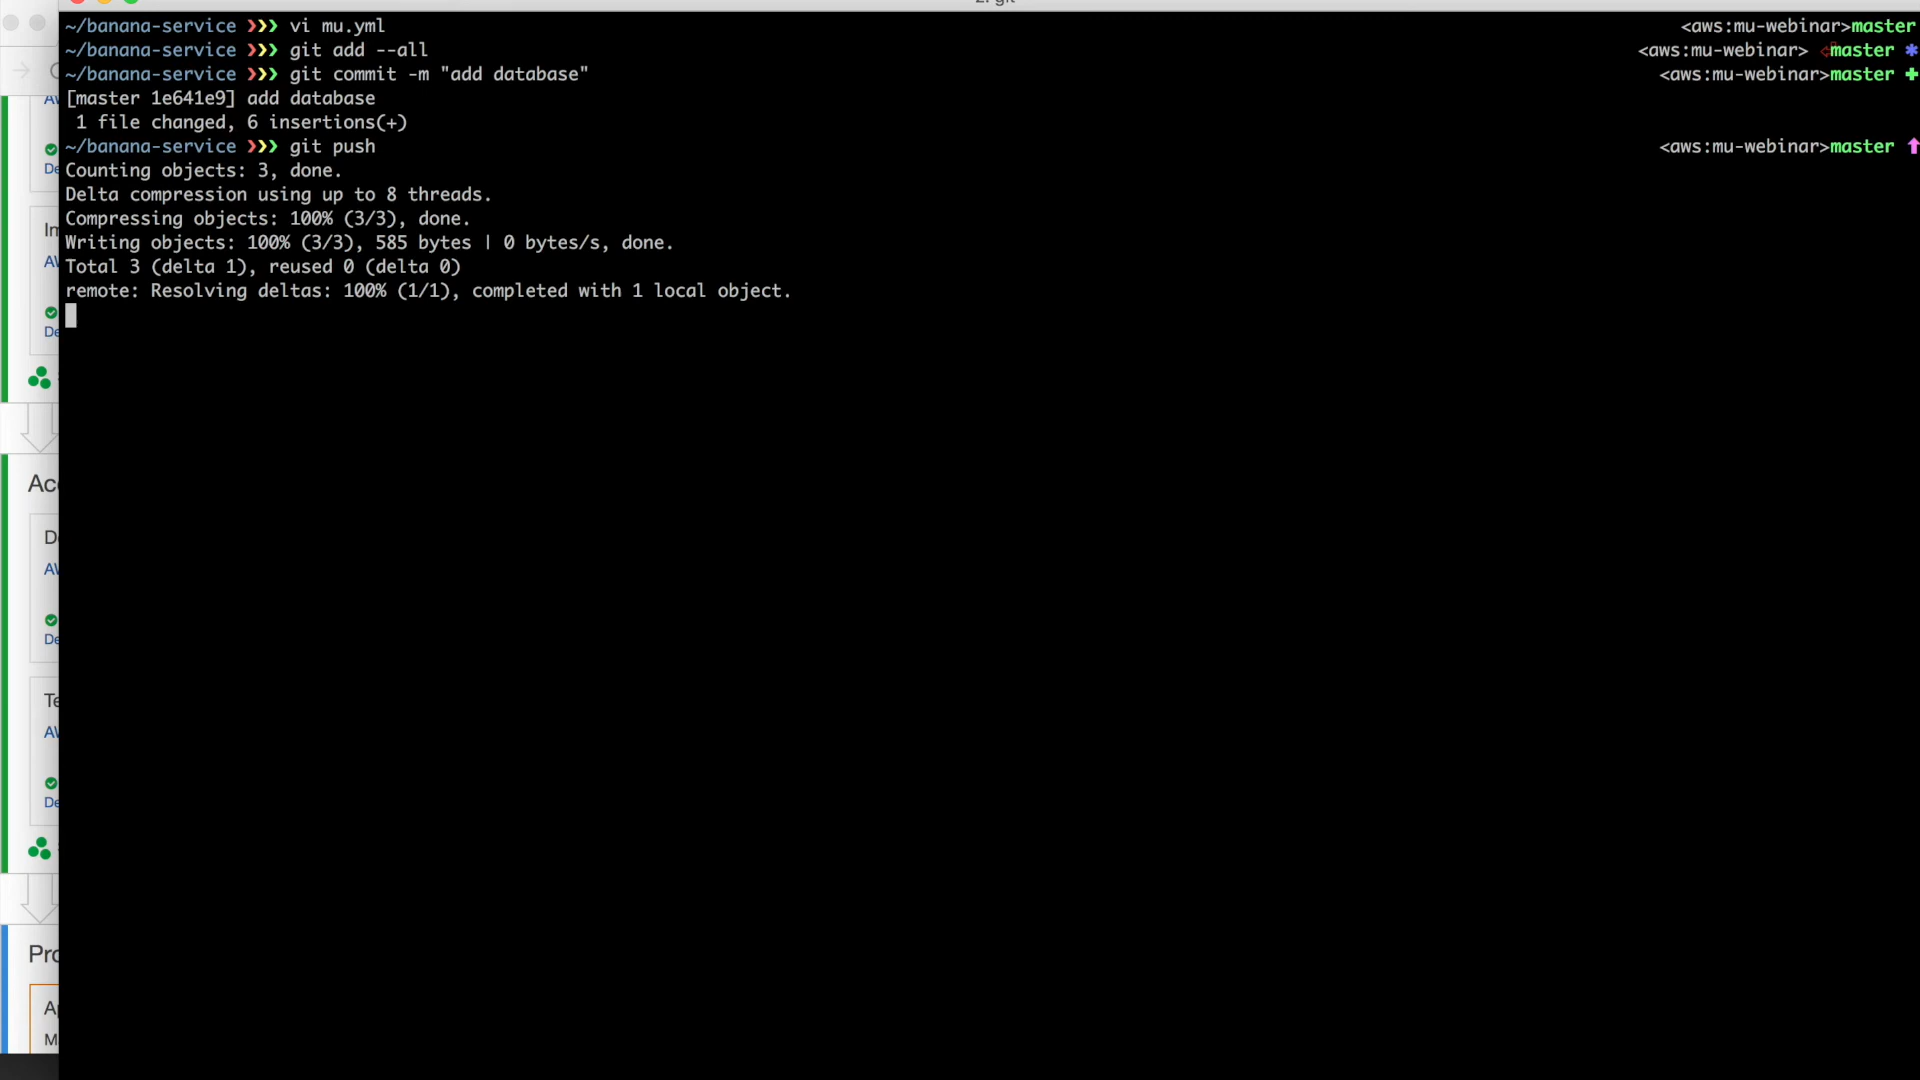 ~/banana-service ❯❯❯ vi mu.yml <aws:mu-webinar>master
~/banana-service ❯❯❯ git add --all <aws:mu-webinar> ⏎master ✱
~/banana-service ❯❯❯ git commit -m "add database" <aws:mu-webinar>master ✚
[master 1e641e9] add database
1 file changed, 6 insertions(+)
~/banana-service ❯❯❯ git push <aws:mu-webinar>master ⬆
Counting objects: 3, done.
Delta compression using up to 8 threads.
Compressing objects: 100% (3/3), done.
Writing objects: 100% (3/3), 585 bytes | 0 bytes/s, done.
Total 3 (delta 1), reused 0 (delta 0)
remote: Resolving deltas: 100% (1/1), completed with 1 local object.